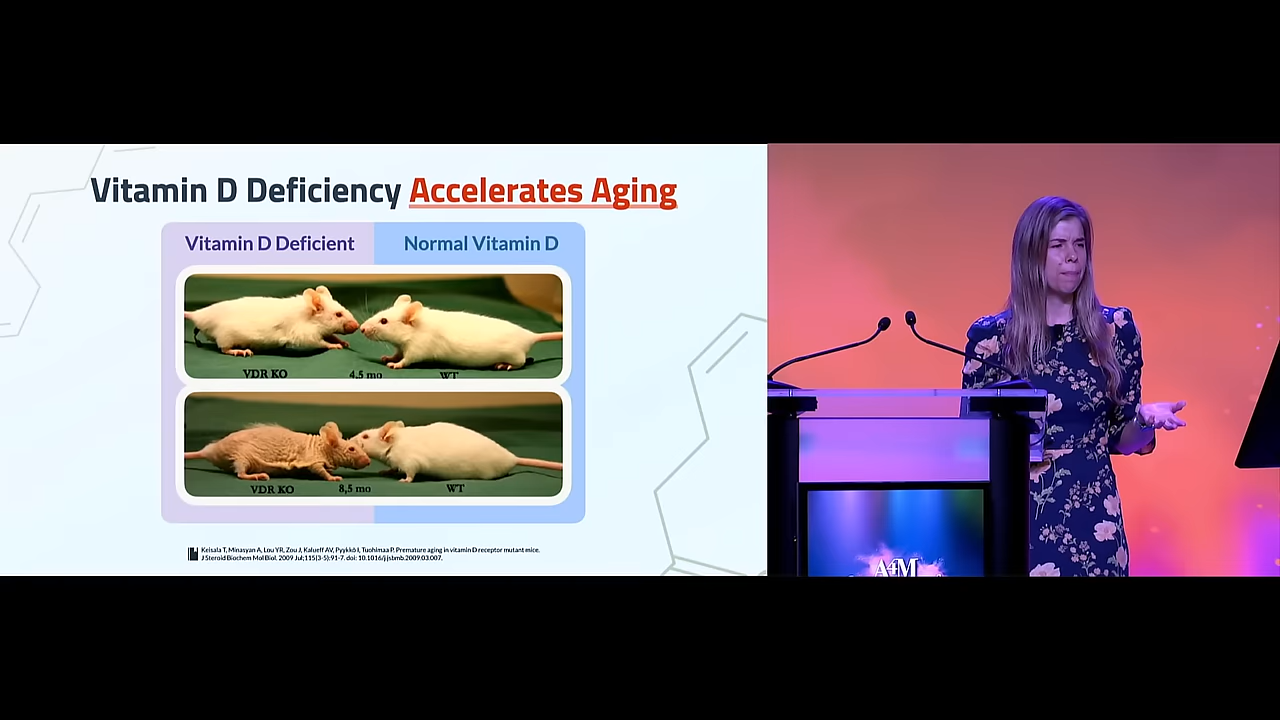 Vitamin D Deficiency Accelerates Aging
Vitamin D Deficient
Normal Vitamin D
VDR KO 4,5 mo WT
VDR KO 8,5 mo WT
Keisala T, Minasyan A, Lou YR, Zou J, Kalueff AV, Pyykkö I, Tuohimaa P. Premature aging in vitamin D receptor mutant mice.
J Steroid Biochem Mol Biol. 2009 Jul;115(3-5):91-7. doi: 10.1016/j.jsbmb.2009.03.007.
A4M